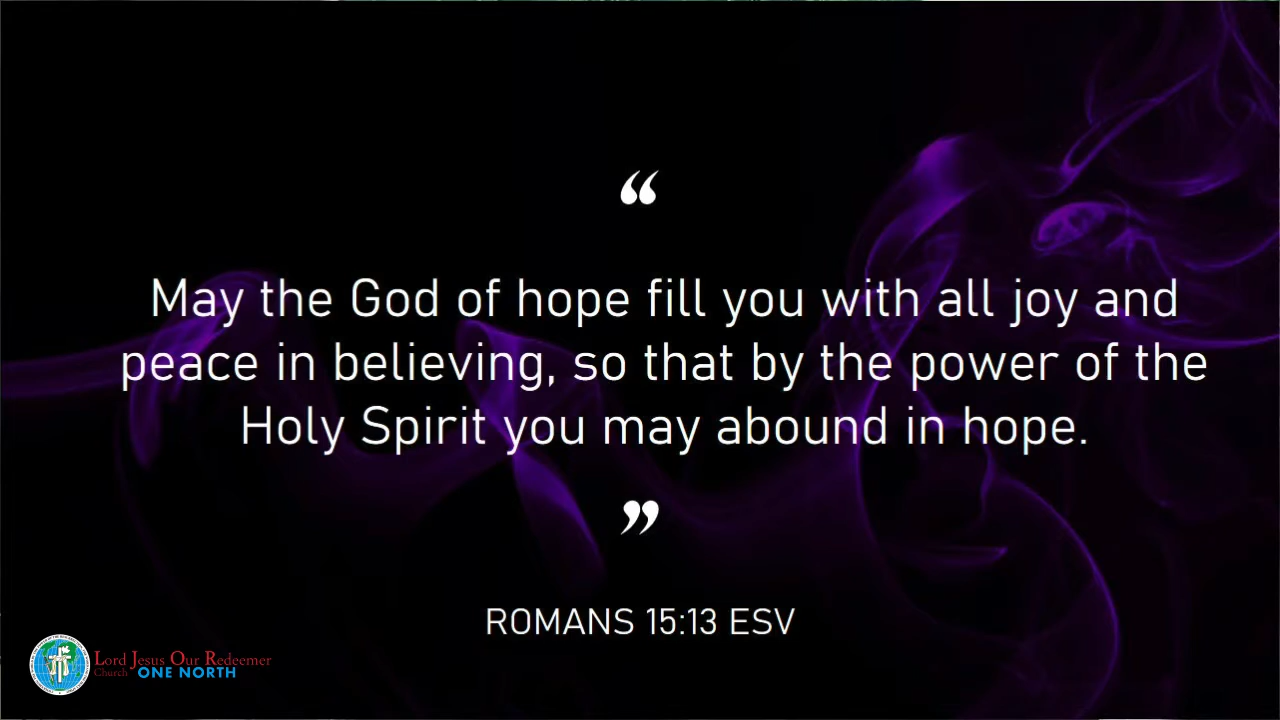 “
May the God of hope fill you with all joy and
peace in believing, so that by the power of the
Holy Spirit you may abound in hope.
”
ROMANS 15:13 ESV
Lord Jesus Our Redeemer
Church ONE NORTH